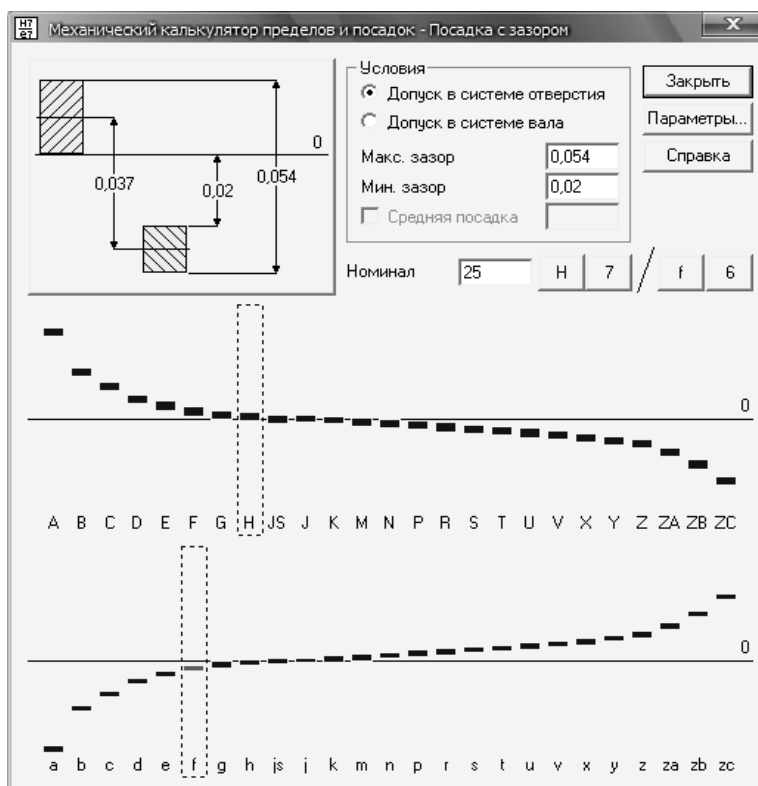 H7 e7 Механический калькулятор пределов и посадок - Посадка с зазором X
0
0,037
0,02
0,054
Условия
Допуск в системе отверстия
Допуск в системе вала
Макс. зазор 0,054
Мин. зазор 0,02
Средняя посадка
Закрыть
Параметры...
Справка
Номинал 25 H 7 / f 6
0
A B C D E F G H JS J K M N P R S T U V X Y Z ZA ZB ZC
0
a b c d e f g h js j k m n p r s t u v x y z za zb zc